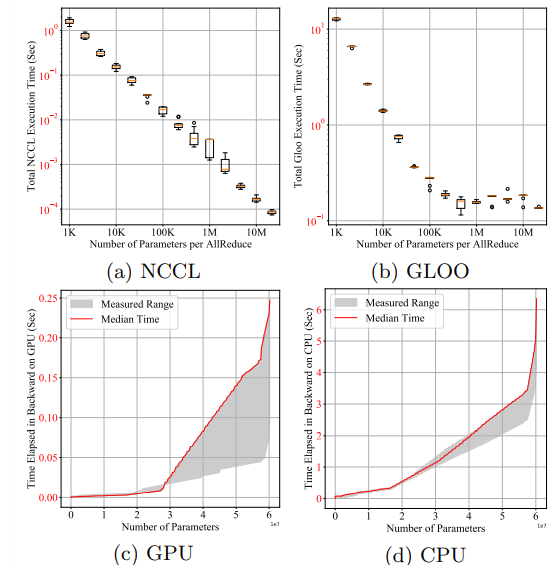 Total NCCL Execution Time (Sec)
10^0
10^-1
10^-2
10^-3
10^-4
1K 10K 100K 1M 10M
Number of Parameters per AllReduce
(a) NCCL
Total Gloo Execution Time (Sec)
10^1
10^0
10^-1
1K 10K 100K 1M 10M
Number of Parameters per AllReduce
(b) GLOO
Time Elapsed in Backward on GPU (Sec)
0.25
0.20
0.15
0.10
0.05
0.00
Measured Range
Median Time
0 1 2 3 4 5 6
1e7
Number of Parameters
(c) GPU
Time Elapsed in Backward on CPU (Sec)
6
5
4
3
2
1
0
Measured Range
Median Time
0 1 2 3 4 5 6
1e7
Number of Parameters
(d) CPU